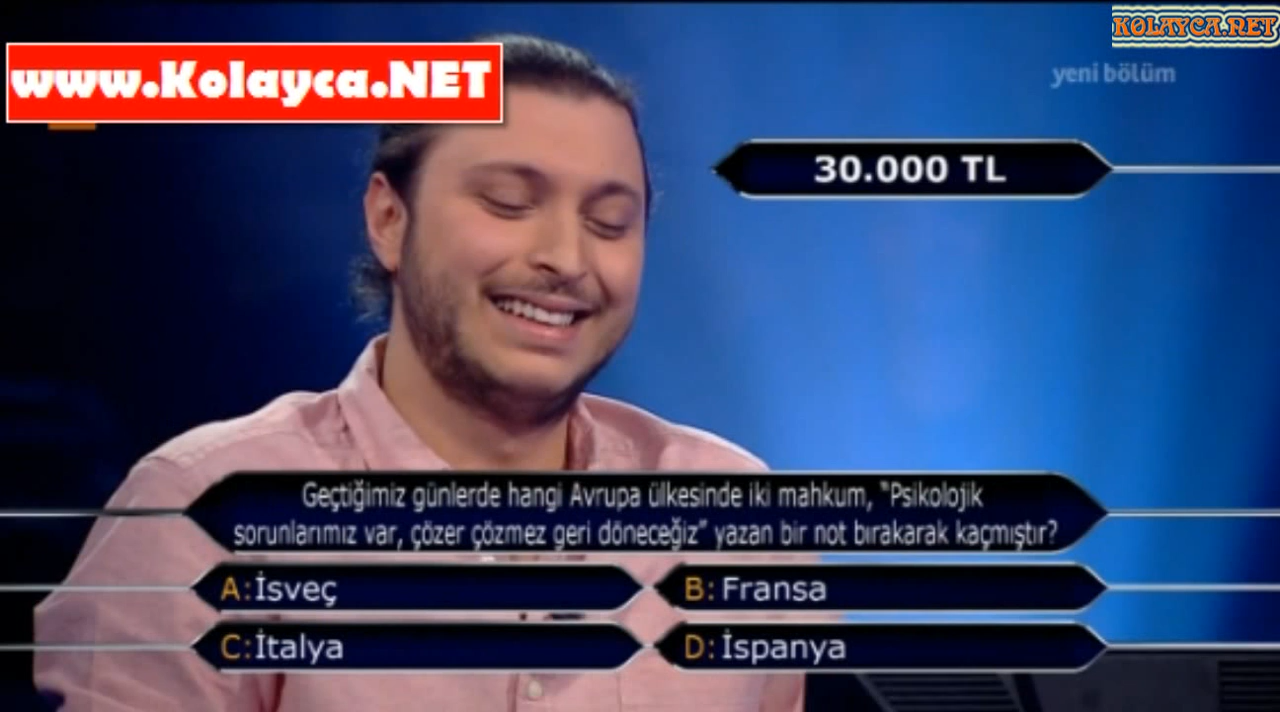 KOLAYCA.NET
www.Kolayca.NET
yeni bölüm
30.000 TL
Geçtiğimiz günlerde hangi Avrupa ülkesinde iki mahkum, "Psikolojik
sorunlarımız var, çözer çözmez geri döneceğiz" yazan bir not bırakarak kaçmıştır?
A: İsveç
B: Fransa
C: İtalya
D: İspanya